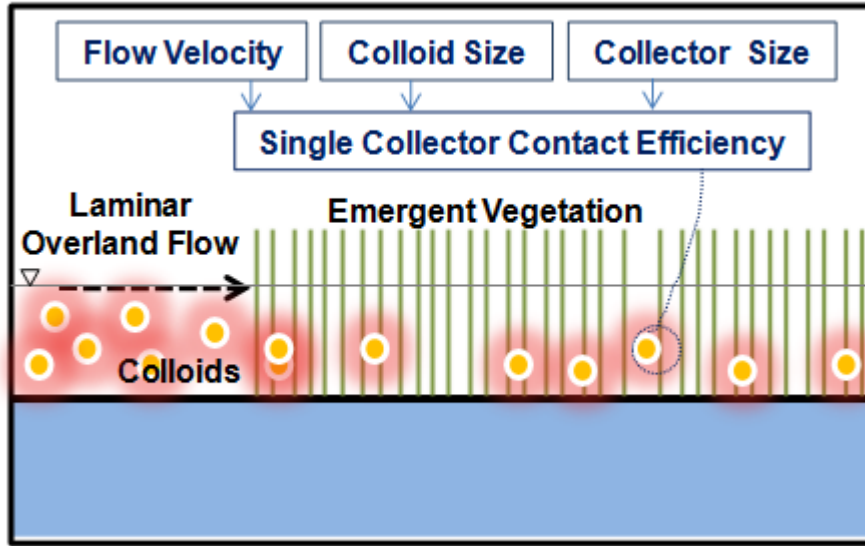 Flow Velocity
Colloid Size
Collector Size
Single Collector Contact Efficiency
Laminar
Overland Flow
Emergent Vegetation
Colloids